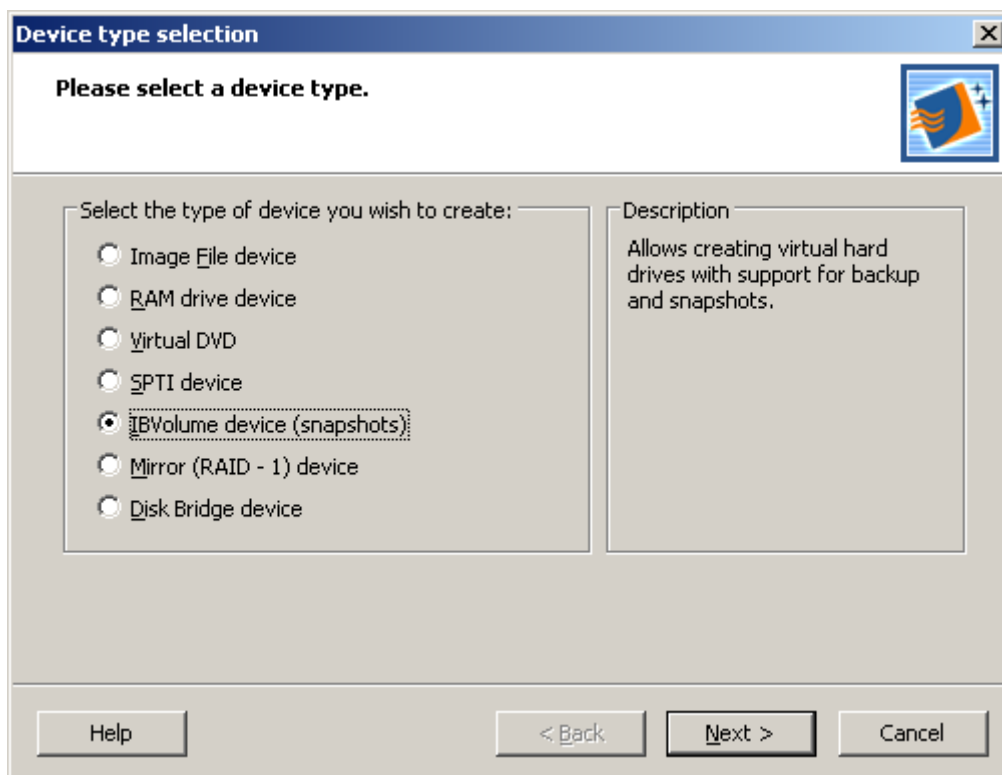 Device type selection
Please select a device type.
Select the type of device you wish to create:
Image File device
RAM drive device
Virtual DVD
SPTI device
IBVolume device (snapshots)
Mirror (RAID - 1) device
Disk Bridge device
Description
Allows creating virtual hard
drives with support for backup
and snapshots.
Help
< Back
Next >
Cancel